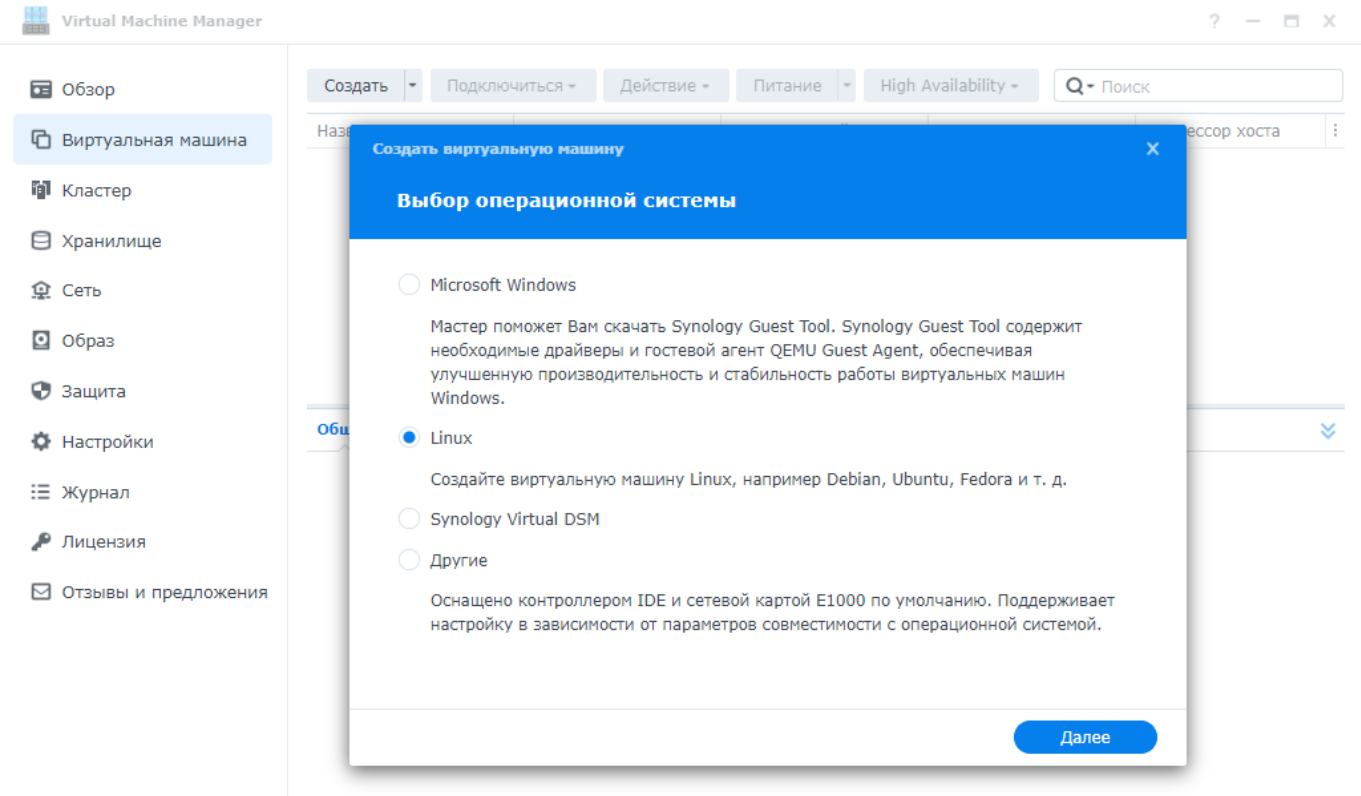 Virtual Machine Manager
Обзор
Виртуальная машина
Кластер
Хранилище
Сеть
Образ
Защита
Настройки
Журнал
Лицензия
Отзывы и предложения
Создать Подключиться Действие Питание High Availability Поиск
Создать виртуальную машину
Выбор операционной системы
Microsoft Windows
Мастер поможет Вам скачать Synology Guest Tool. Synology Guest Tool содержит
необходимые драйверы и гостевой агент QEMU Guest Agent, обеспечивая
улучшенную производительность и стабильность работы виртуальных машин
Windows.
Linux
Создайте виртуальную машину Linux, например Debian, Ubuntu, Fedora и т. д.
Synology Virtual DSM
Другие
Оснащено контроллером IDE и сетевой картой E1000 по умолчанию. Поддерживает
настройку в зависимости от параметров совместимости с операционной системой.
Далее
хоста